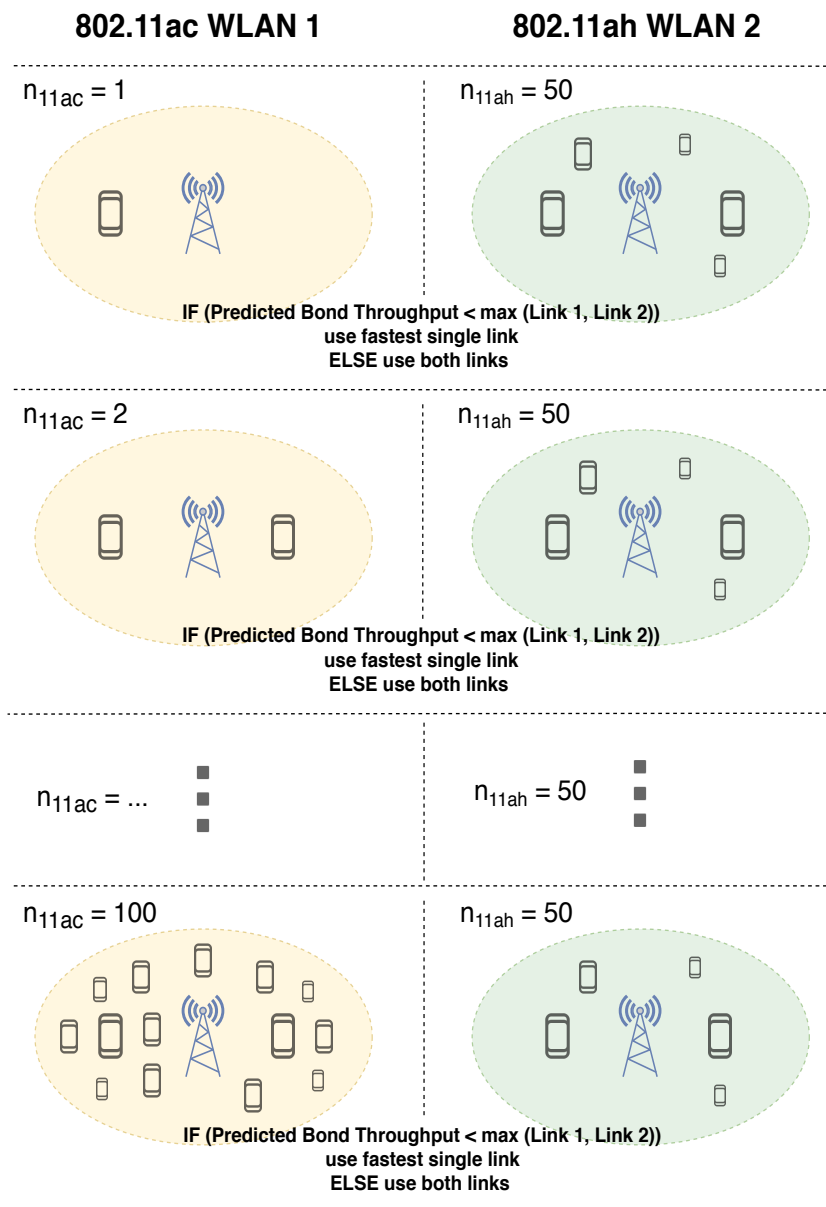 802.11ac WLAN 1
802.11ah WLAN 2
n11ac = 1
n11ah = 50
IF (Predicted Bond Throughput < max (Link 1, Link 2))
use fastest single link
ELSE use both links
n11ac = 2
n11ah = 50
IF (Predicted Bond Throughput < max (Link 1, Link 2))
use fastest single link
ELSE use both links
n11ac = ...
n11ah = 50
n11ac = 100
n11ah = 50
IF (Predicted Bond Throughput < max (Link 1, Link 2))
use fastest single link
ELSE use both links